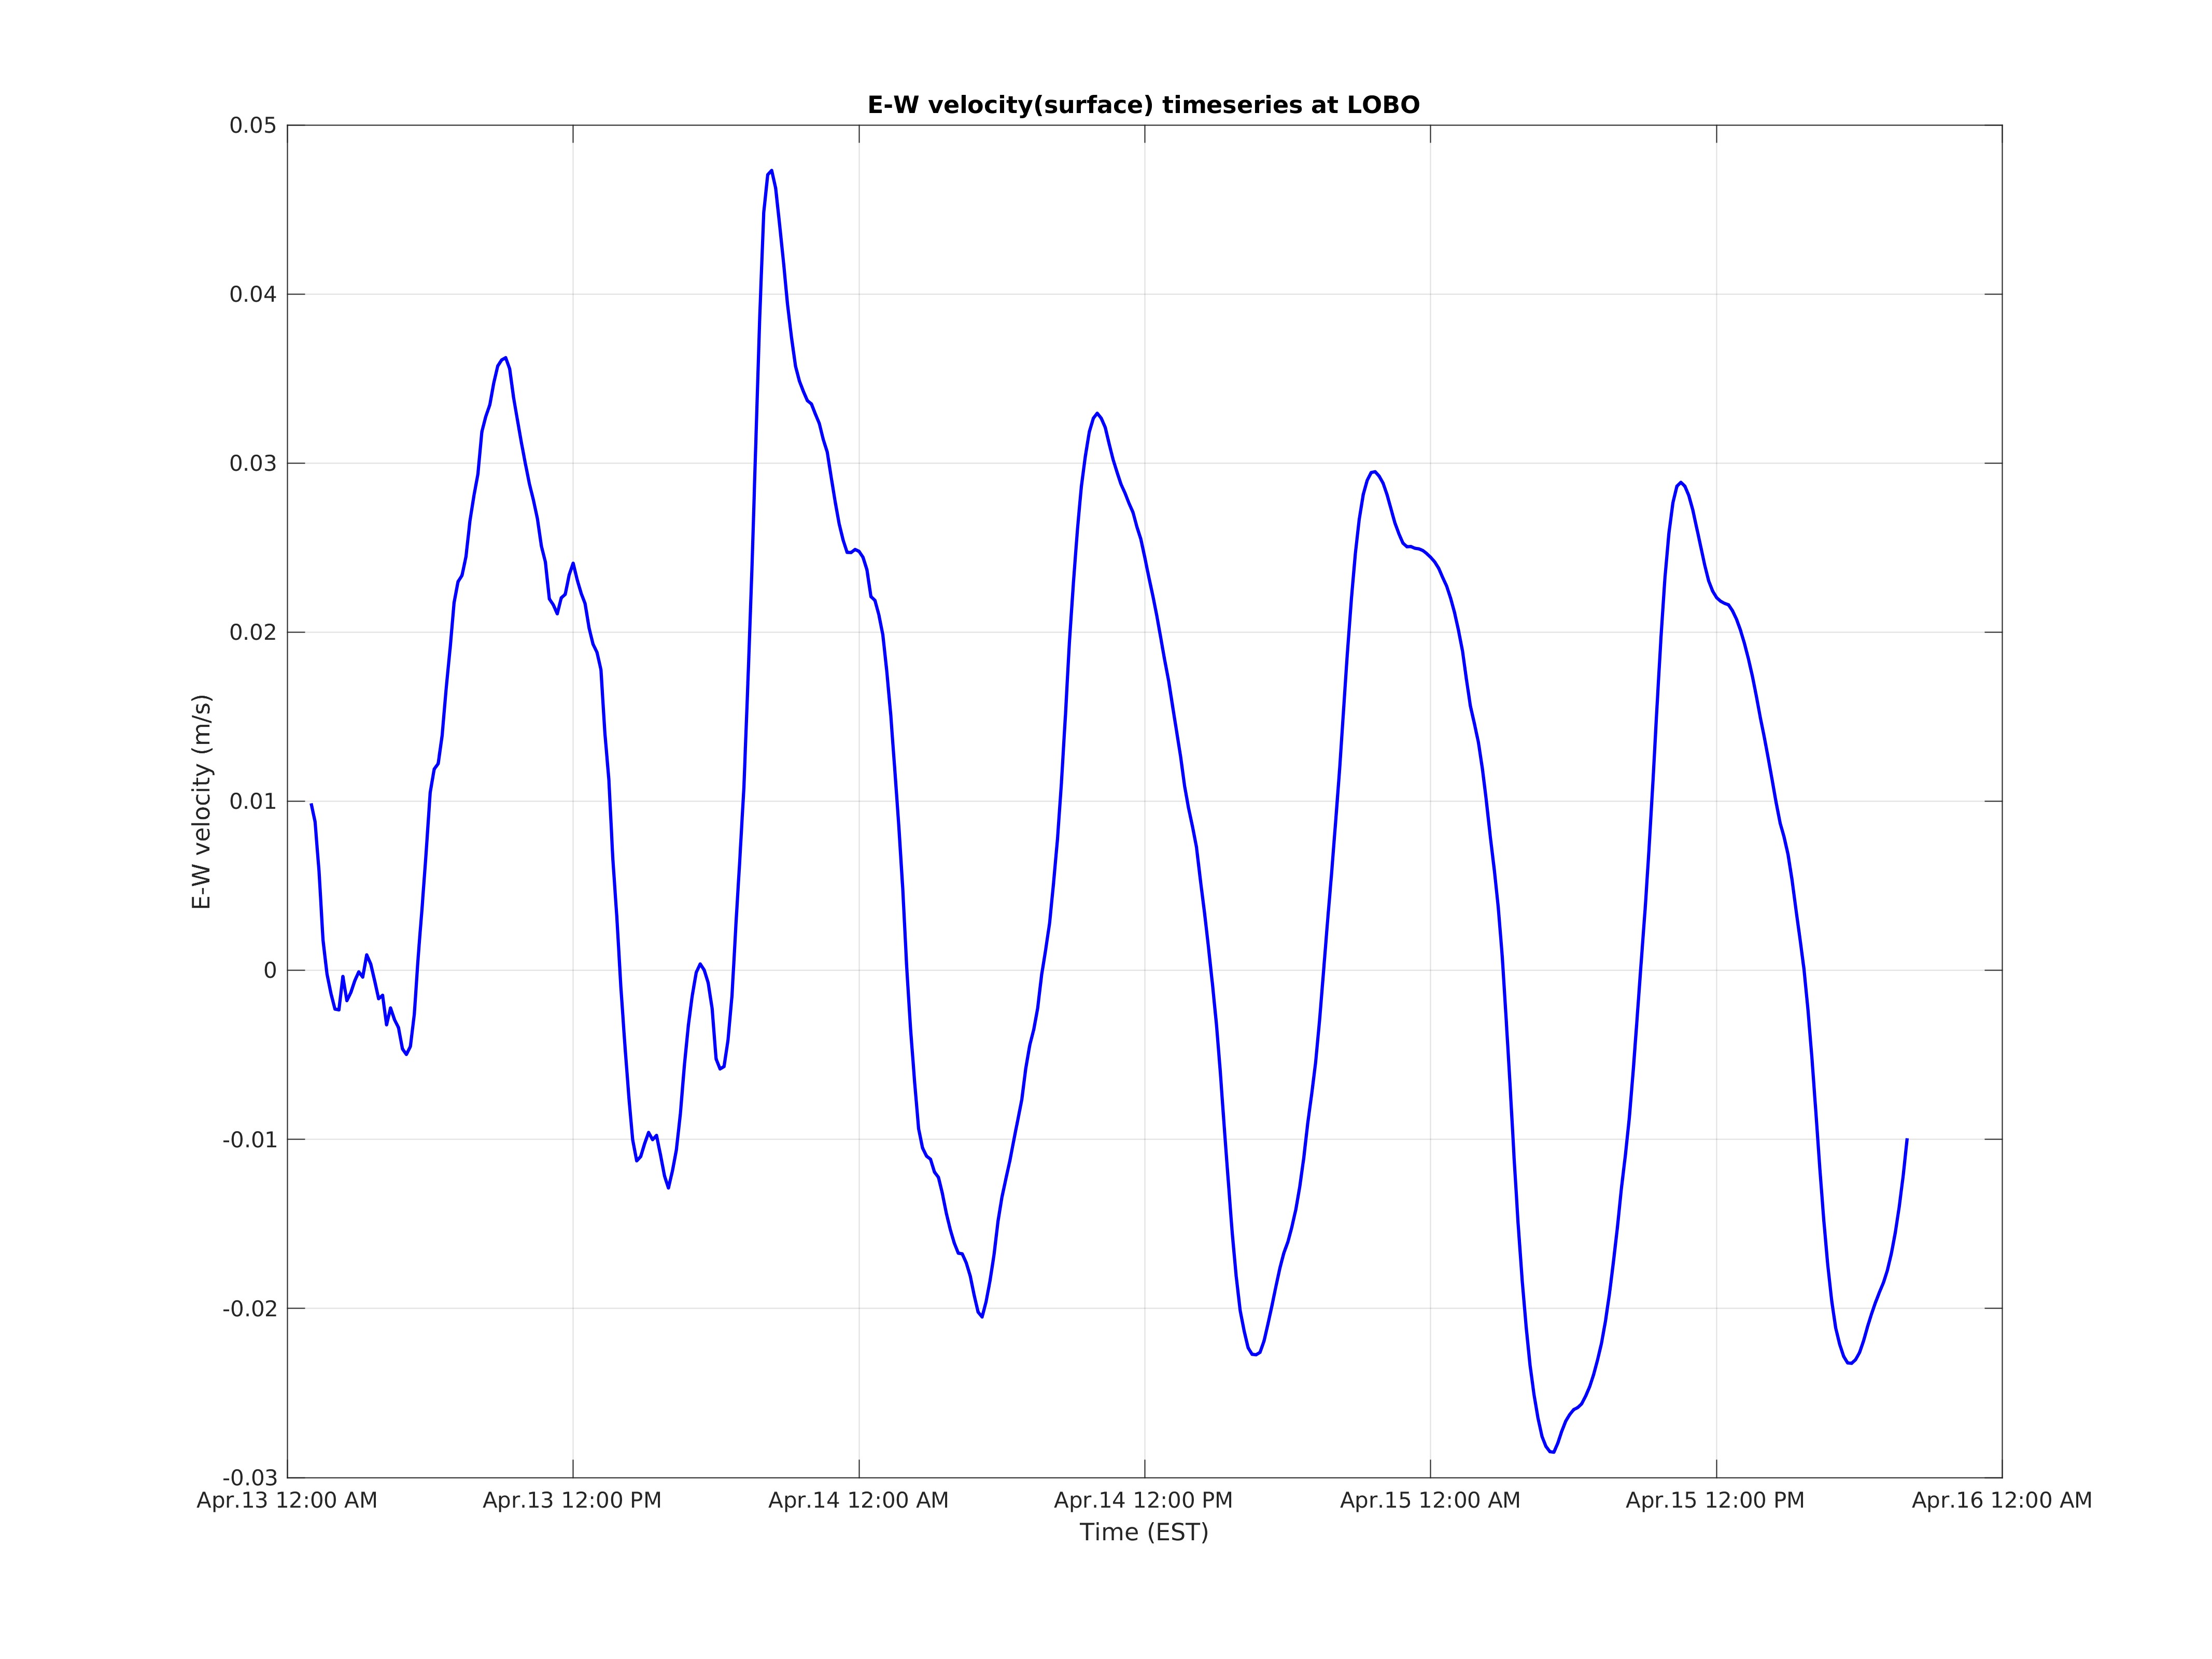 E-W velocity(surface) timeseries at LOBO
0.05
0.04
0.03
0.02
0.01
0
-0.01
-0.02
-0.03
E-W velocity (m/s)
Apr.13 12:00 AM Apr.13 12:00 PM Apr.14 12:00 AM Apr.14 12:00 PM Apr.15 12:00 AM Apr.15 12:00 PM Apr.16 12:00 AM
Time (EST)